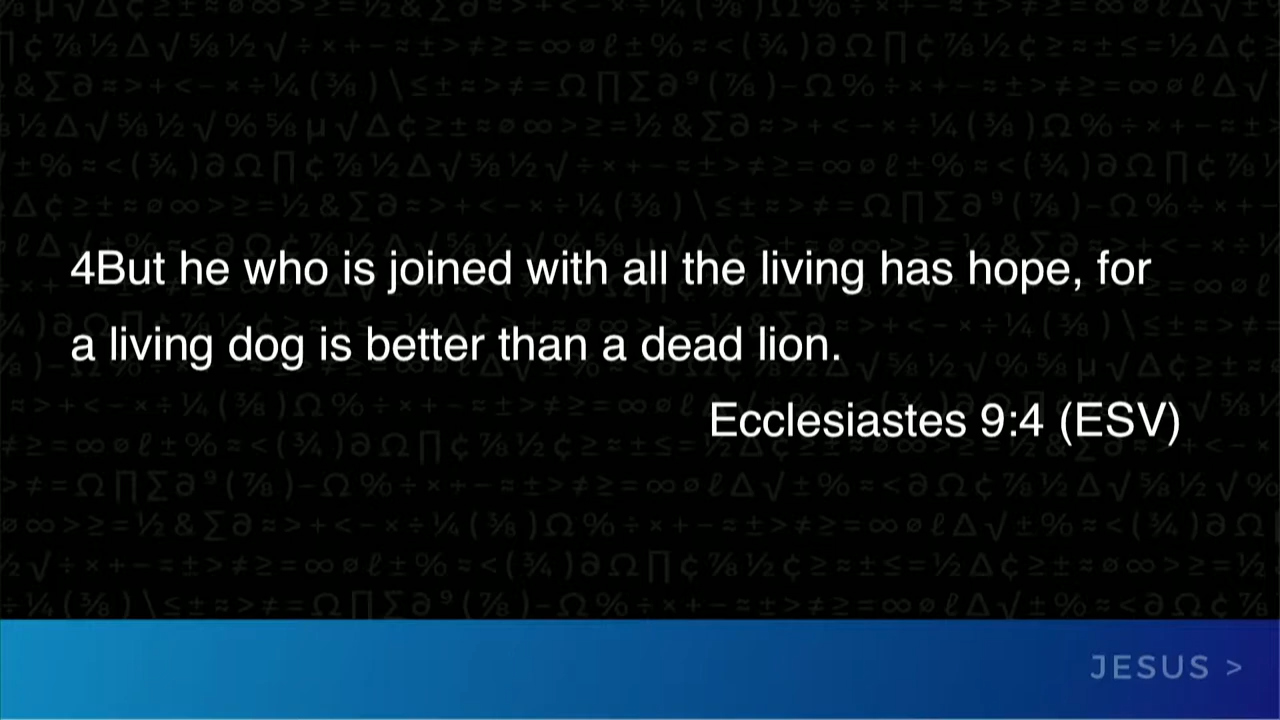 4But he who is joined with all the living has hope, for
a living dog is better than a dead lion.
Ecclesiastes 9:4 (ESV)
JESUS >